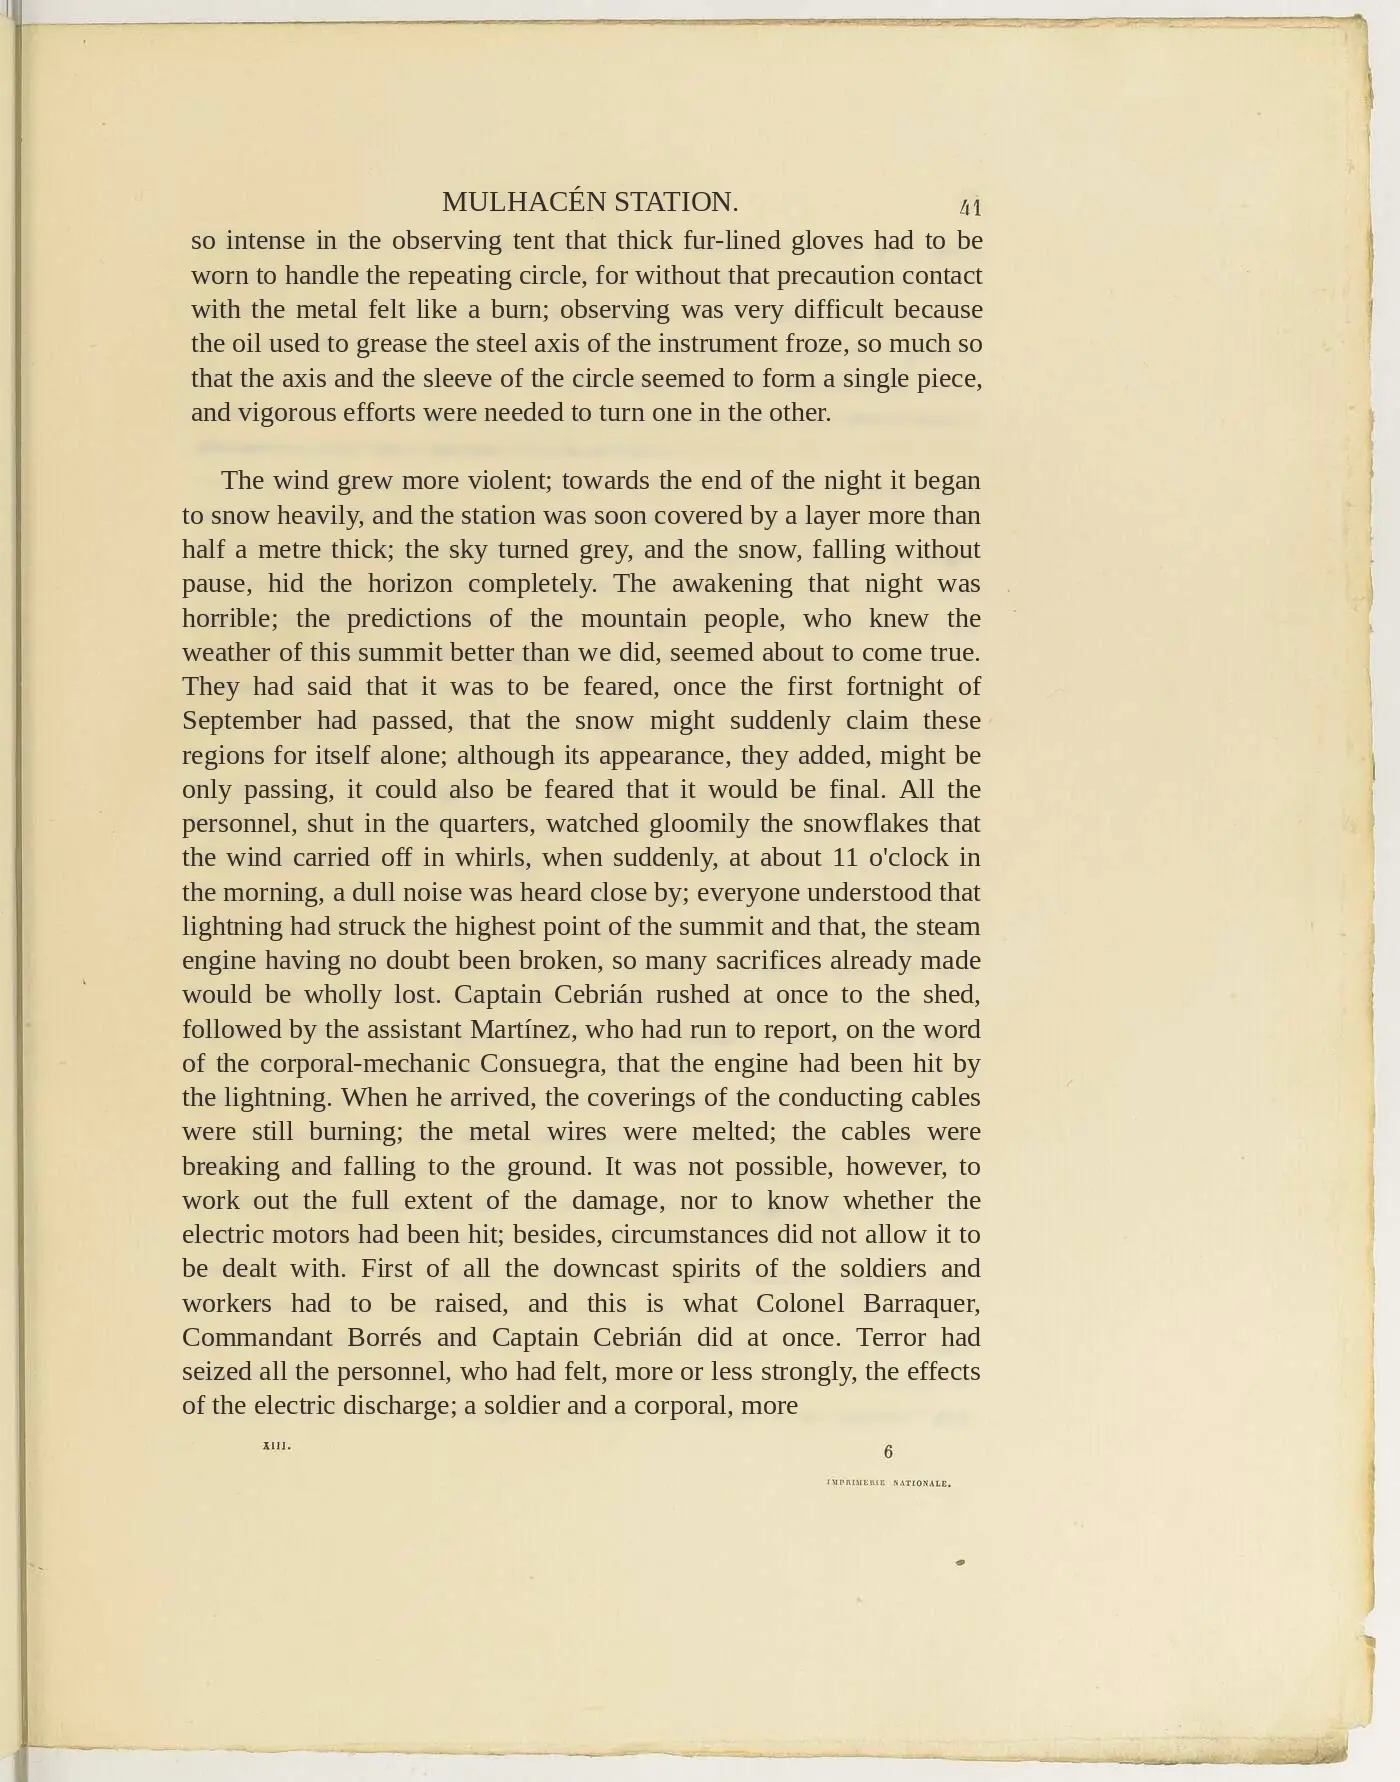 MULHACÉN STATION.
41
so intense in the observing tent that thick fur-lined gloves had to be
worn to handle the repeating circle, for without that precaution contact
with the metal felt like a burn; observing was very difficult because
the oil used to grease the steel axis of the instrument froze, so much so
that the axis and the sleeve of the circle seemed to form a single piece,
and vigorous efforts were needed to turn one in the other.
The wind grew more violent; towards the end of the night it began
to snow heavily, and the station was soon covered by a layer more than
half a metre thick; the sky turned grey, and the snow, falling without
pause, hid the horizon completely. The awakening that night was
horrible; the predictions of the mountain people, who knew the
weather of this summit better than we did, seemed about to come true.
They had said that it was to be feared, once the first fortnight of
September had passed, that the snow might suddenly claim these
regions for itself alone; although its appearance, they added, might be
only passing, it could also be feared that it would be final. All the
personnel, shut in the quarters, watched gloomily the snowflakes that
the wind carried off in whirls, when suddenly, at about 11 o'clock in
the morning, a dull noise was heard close by; everyone understood that
lightning had struck the highest point of the summit and that, the steam
engine having no doubt been broken, so many sacrifices already made
would be wholly lost. Captain Cebrián rushed at once to the shed,
followed by the assistant Martínez, who had run to report, on the word
of the corporal-mechanic Consuegra, that the engine had been hit by
the lightning. When he arrived, the coverings of the conducting cables
were still burning; the metal wires were melted; the cables were
breaking and falling to the ground. It was not possible, however, to
work out the full extent of the damage, nor to know whether the
electric motors had been hit; besides, circumstances did not allow it to
be dealt with. First of all the downcast spirits of the soldiers and
workers had to be raised, and this is what Colonel Barraquer,
Commandant Borrés and Captain Cebrián did at once. Terror had
seized all the personnel, who had felt, more or less strongly, the effects
of the electric discharge; a soldier and a corporal, more
XIII.
6
IMPRIMERIE NATIONALE.